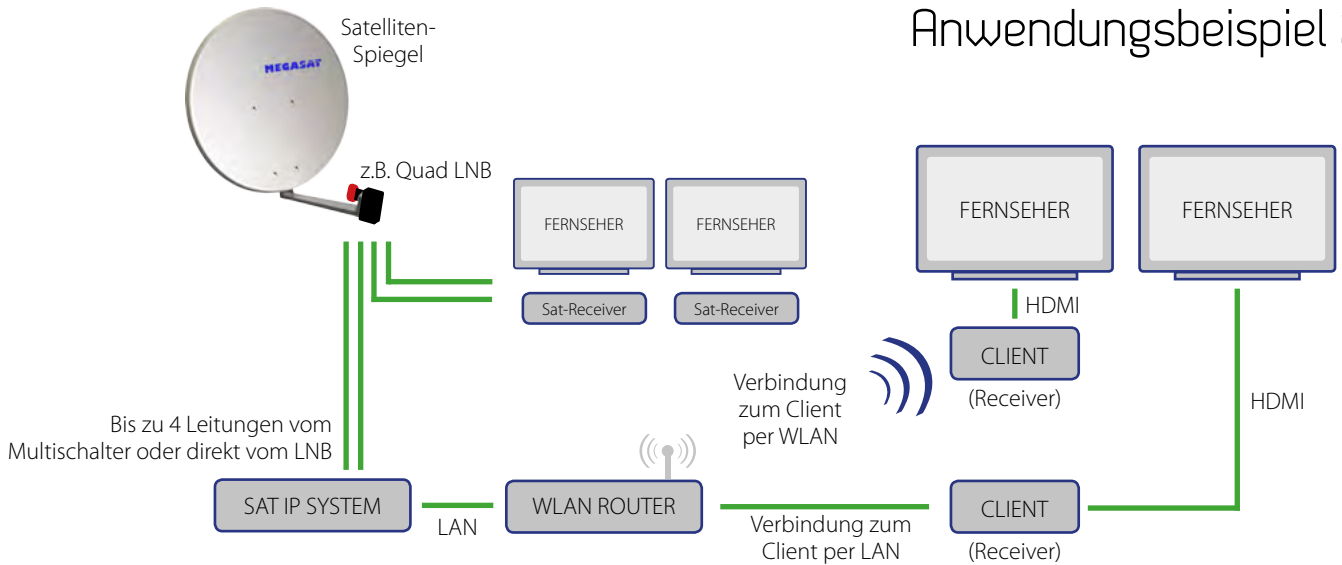 Anwendungsbeispiel
Satelliten-
Spiegel
MEGASAT
z.B. Quad LNB
FERNSEHER
FERNSEHER
FERNSEHER
FERNSEHER
Sat-Receiver
Sat-Receiver
HDMI
CLIENT
(Receiver)
Verbindung
zum Client
per WLAN
HDMI
Bis zu 4 Leitungen vom
Multischalter oder direkt vom LNB
SAT IP SYSTEM
LAN
WLAN ROUTER
Verbindung zum
Client per LAN
CLIENT
(Receiver)